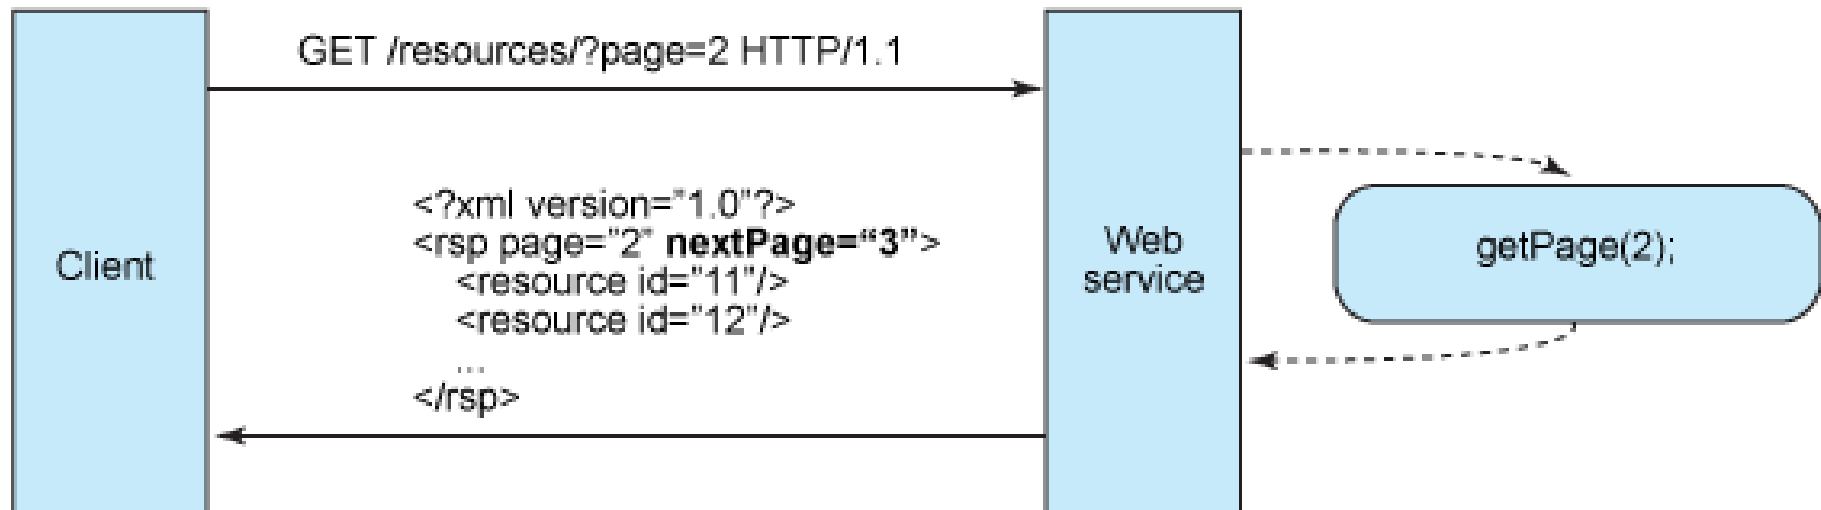 GET /resources/?page=2 HTTP/1.1
<?xml version="1.0"?>
<rsp page="2" nextPage=“3”>
<resource id="11"/>
<resource id="12"/>
...
</rsp>
Client
Web
service
getPage(2);